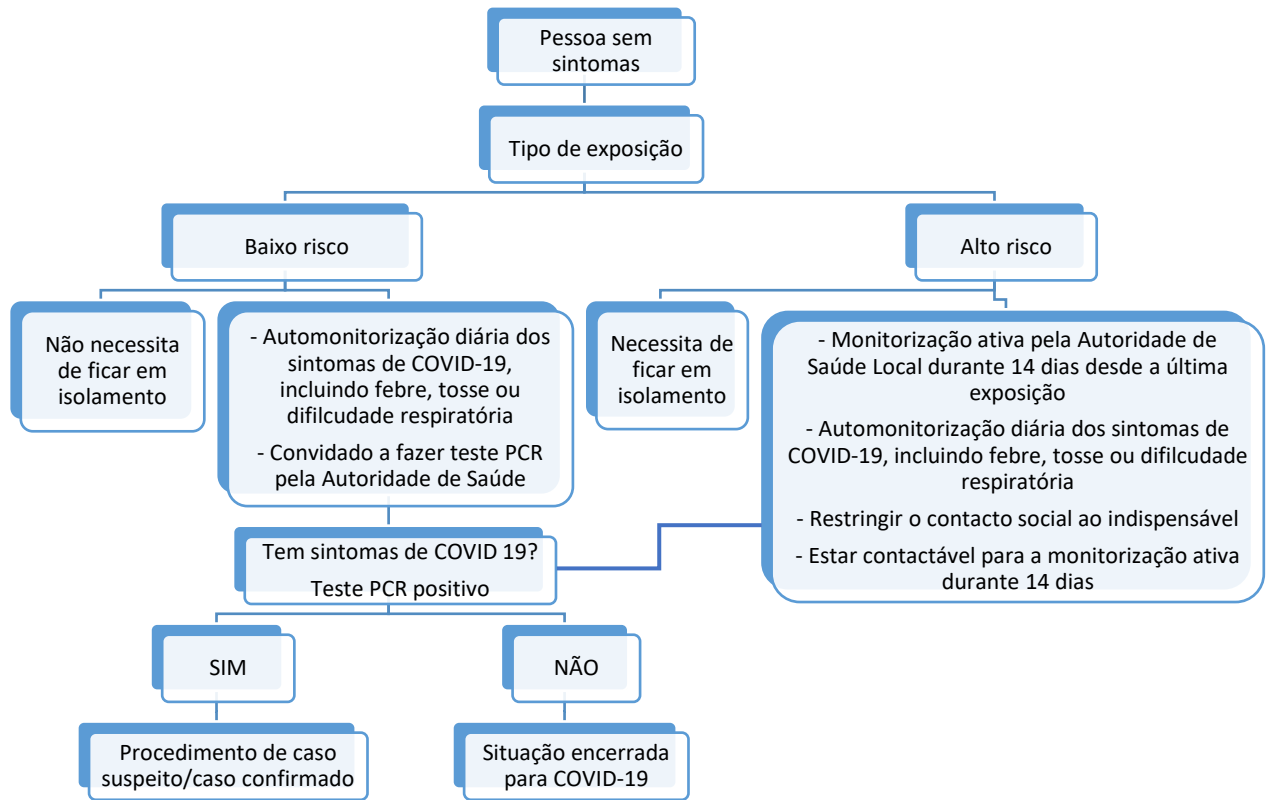 Pessoa sem
sintomas
Tipo de exposição
Baixo risco
Alto risco
Não necessita
de ficar em
isolamento
- Automonitorização diária dos
sintomas de COVID-19,
incluindo febre, tosse ou
difilcudade respiratória
- Convidado a fazer teste PCR
pela Autoridade de Saúde
Necessita de
ficar em
isolamento
- Monitorização ativa pela Autoridade de
Saúde Local durante 14 dias desde a última
exposição
- Automonitorização diária dos sintomas de
COVID-19, incluindo febre, tosse ou difilcudade
respiratória
- Restringir o contacto social ao indispensável
- Estar contactável para a monitorização ativa
durante 14 dias
Tem sintomas de COVID 19?
Teste PCR positivo
SIM
NÃO
Procedimento de caso
suspeito/caso confirmado
Situação encerrada
para COVID-19